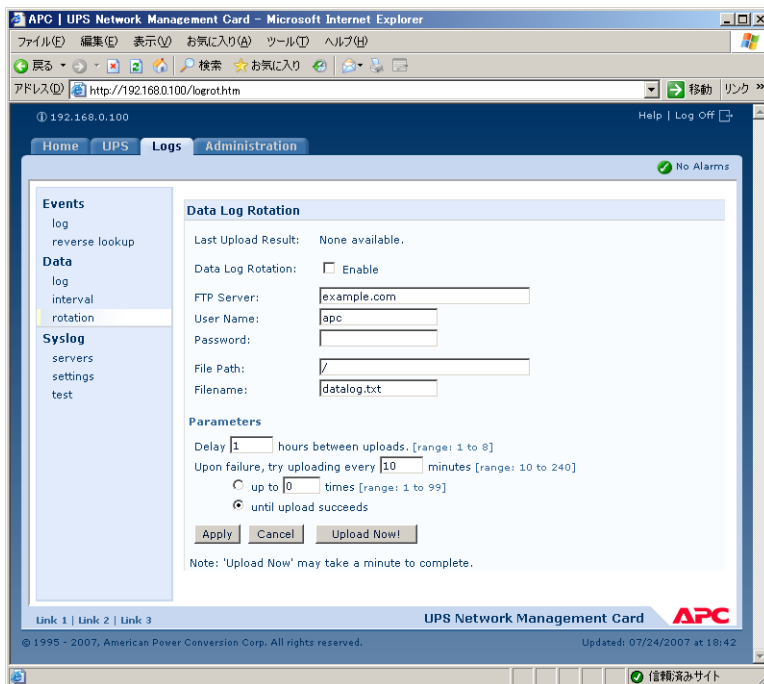 APC | UPS Network Management Card - Microsoft Internet Explorer
ファイル(F) 編集(E) 表示(V) お気に入り(A) ツール(T) ヘルプ(H)
戻る 検索 お気に入り
アドレス(D) http://192.168.0.100/logrot.htm 移動 リンク »
192.168.0.100 Help | Log Off
Home UPS Logs Administration
No Alarms
Events
log
reverse lookup
Data
log
interval
rotation
Syslog
servers
settings
test
Data Log Rotation
Last Upload Result: None available.
Data Log Rotation: Enable
FTP Server: example.com
User Name: apc
Password:
File Path: /
Filename: datalog.txt
Parameters
Delay 1 hours between uploads. [range: 1 to 8]
Upon failure, try uploading every 10 minutes [range: 10 to 240]
up to 0 times [range: 1 to 99]
until upload succeeds
Apply Cancel Upload Now!
Note: 'Upload Now' may take a minute to complete.
Link 1 | Link 2 | Link 3 UPS Network Management Card APC
© 1995 - 2007, American Power Conversion Corp. All rights reserved. Updated: 07/24/2007 at 18:42
信頼済みサイト